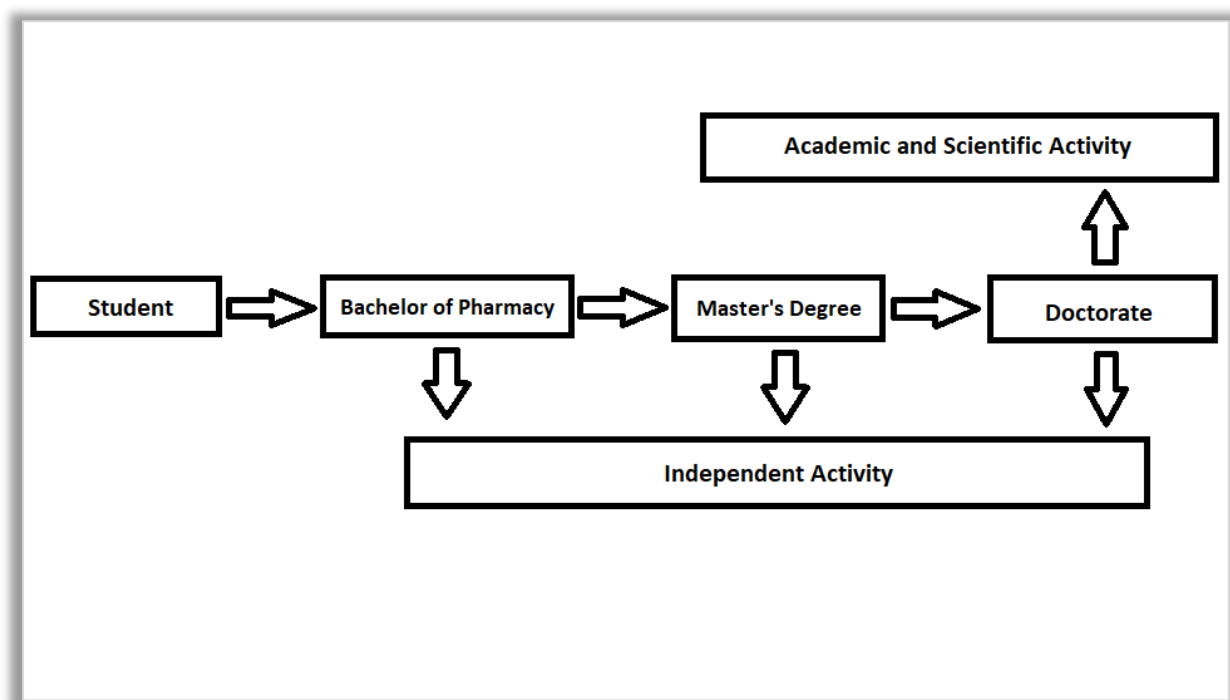 Academic and Scientific Activity
Student
Bachelor of Pharmacy
Master's Degree
Doctorate
Independent Activity